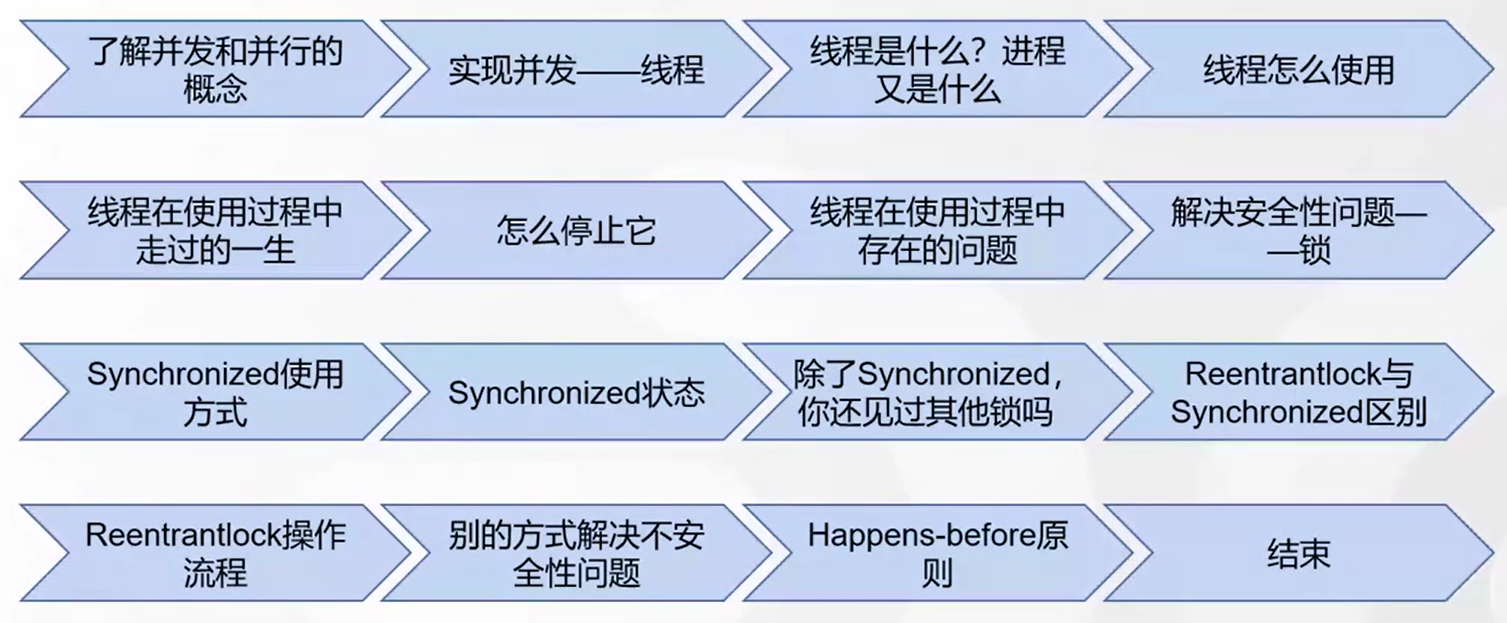 了解并发和并行的
概念
实现并发——线程
线程是什么？进程
又是什么
线程怎么使用
线程在使用过程中
走过的一生
怎么停止它
线程在使用过程中
存在的问题
解决安全性问题—
—锁
Synchronized使用
方式
Synchronized状态
除了Synchronized，
你还见过其他锁吗
Reentrantlock与
Synchronized区别
Reentrantlock操作
流程
别的方式解决不安
全性问题
Happens-before原
则
结束